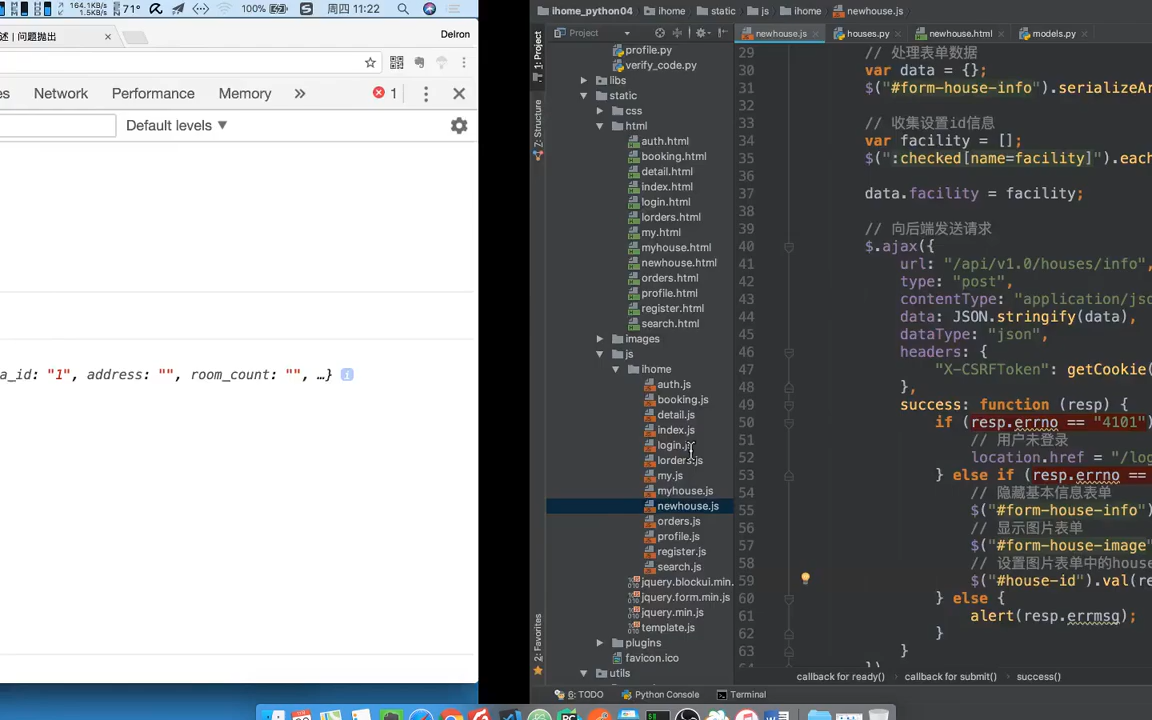 164.1KB/s
1.5KB/s
71°
100%
周四 11:22
述 | 问题抛出
Delron
es
Network
Performance
Memory
1
Default levels ▼
a_id: "1", address: "", room_count: "", …}
ihome_python04
ihome
static
js
ihome
newhouse.js
Project
newhouse.js
houses.py
newhouse.html
models.py
1: Project
Z: Structure
2: Favorites
profile.py
verify_code.py
libs
static
css
html
auth.html
booking.html
detail.html
index.html
login.html
lorders.html
my.html
myhouse.html
newhouse.html
orders.html
profile.html
register.html
search.html
images
js
ihome
auth.js
booking.js
detail.js
index.js
login.js
lorders.js
my.js
myhouse.js
newhouse.js
orders.js
profile.js
register.js
search.js
jquery.blockui.min.
jquery.form.min.js
jquery.min.js
template.js
plugins
favicon.ico
utils
29 // 处理表单数据
30 var data = {};
31 $("#form-house-info").serializeAr
32
33 // 收集设置id信息
34 var facility = [];
35 $(":checked[name=facility]").each
36
37 data.facility = facility;
38
39 // 向后端发送请求
40 $.ajax({
41 url: "/api/v1.0/houses/info",
42 type: "post",
43 contentType: "application/jso
44 data: JSON.stringify(data),
45 dataType: "json",
46 headers: {
47 "X-CSRFToken": getCookie(
48 },
49 success: function (resp) {
50 if (resp.errno == "4101")
51 // 用户未登录
52 location.href = "/log
53 } else if (resp.errno ==
54 // 隐藏基本信息表单
55 $("#form-house-info")
56 // 显示图片表单
57 $("#form-house-image"
58 // 设置图片表单中的hous
59 $("#house-id").val(re
60 } else {
61 alert(resp.errmsg);
62 }
63 }
64 })
callback for ready()
callback for submit()
success()
6: TODO
Python Console
Terminal